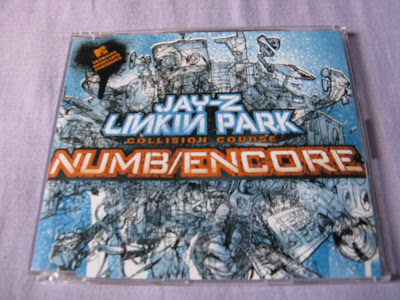 JAY-Z
LINKIN PARK
COLLISION COURSE
NUMB/ENCORE